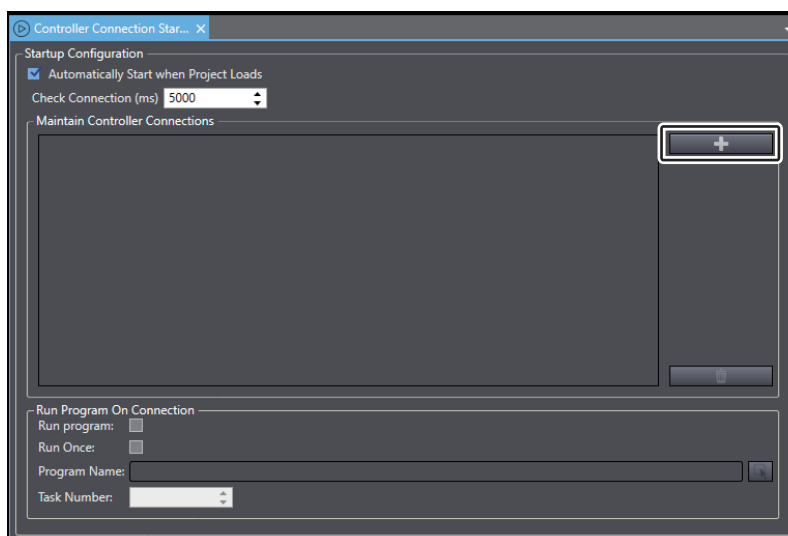 Controller Connection Star...
Startup Configuration
Automatically Start when Project Loads
Check Connection (ms) 5000
Maintain Controller Connections
Run Program On Connection
Run program:
Run Once:
Program Name:
Task Number: